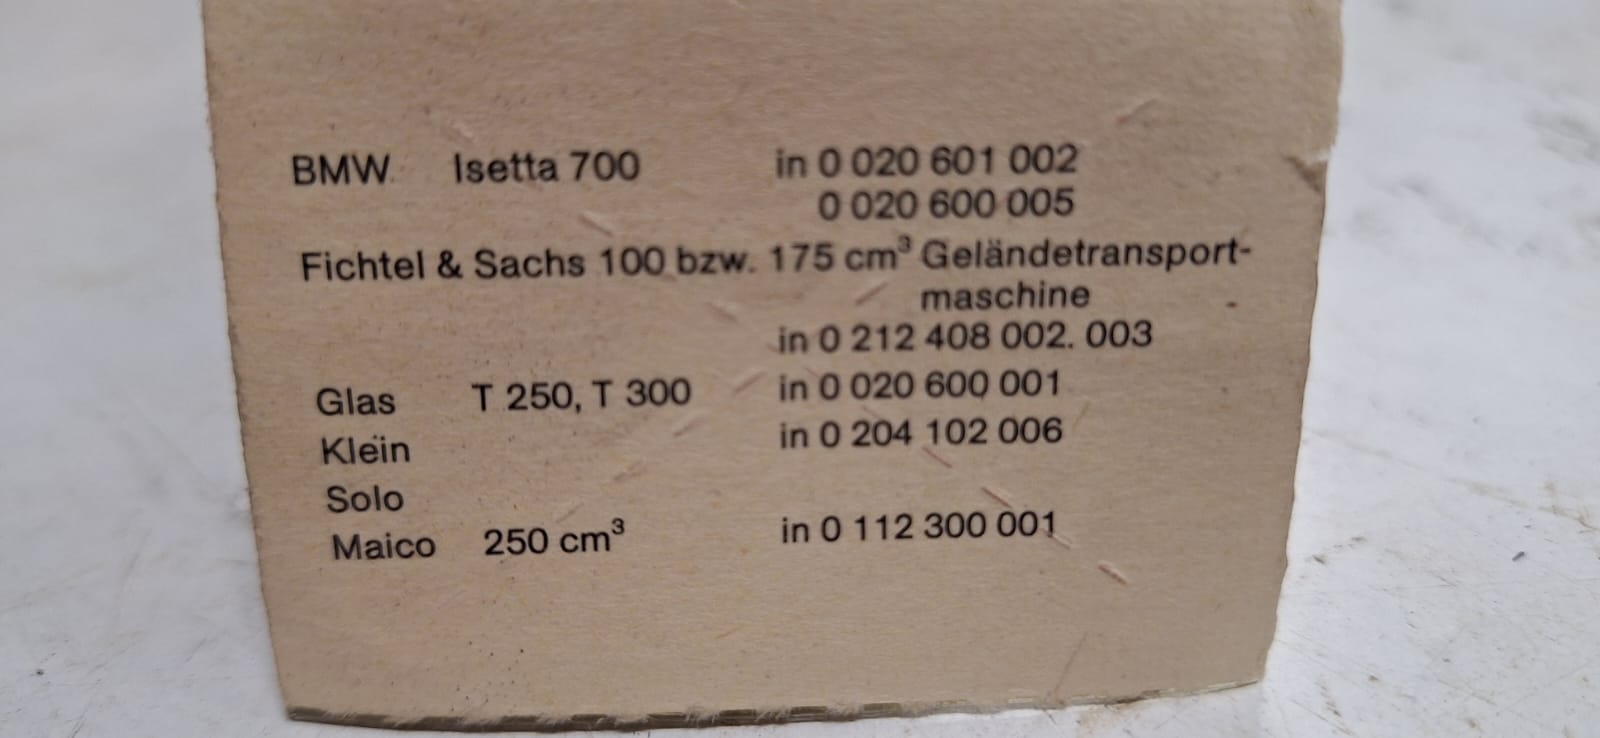 BMW Isetta 700 in 0 020 601 002
0 020 600 005
Fichtel & Sachs 100 bzw. 175 cm³ Geländetransport-
maschine
in 0 212 408 002. 003
Glas T 250, T 300 in 0 020 600 001
Klein in 0 204 102 006
Solo
Maico 250 cm³ in 0 112 300 001